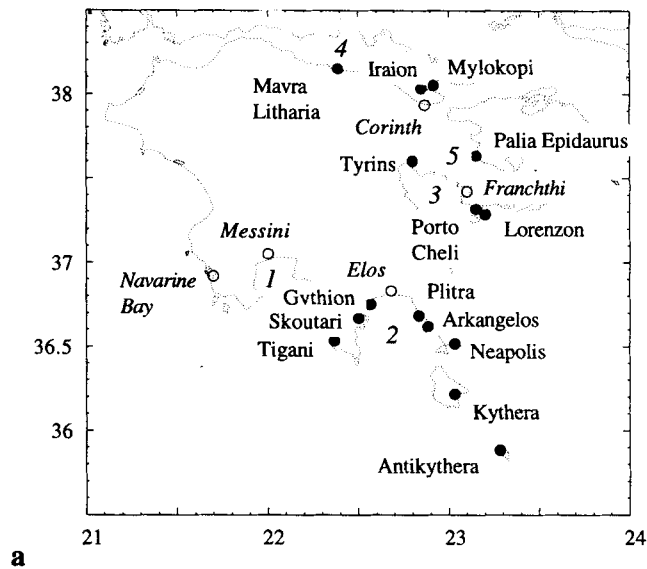 4
Iraion
Mylokopi
38
Mavra
Litharia
Corinth
Palia Epidaurus
5
Tyrins
3
Franchthi
Porto
Cheli
Lorenzon
Messini
37
Elos
Navarine
Bay
1
Plitra
Gvthion
Skoutari
2
Arkangelos
36.5
Tigani
Neapolis
Kythera
36
Antikythera
21
22
23
24
a